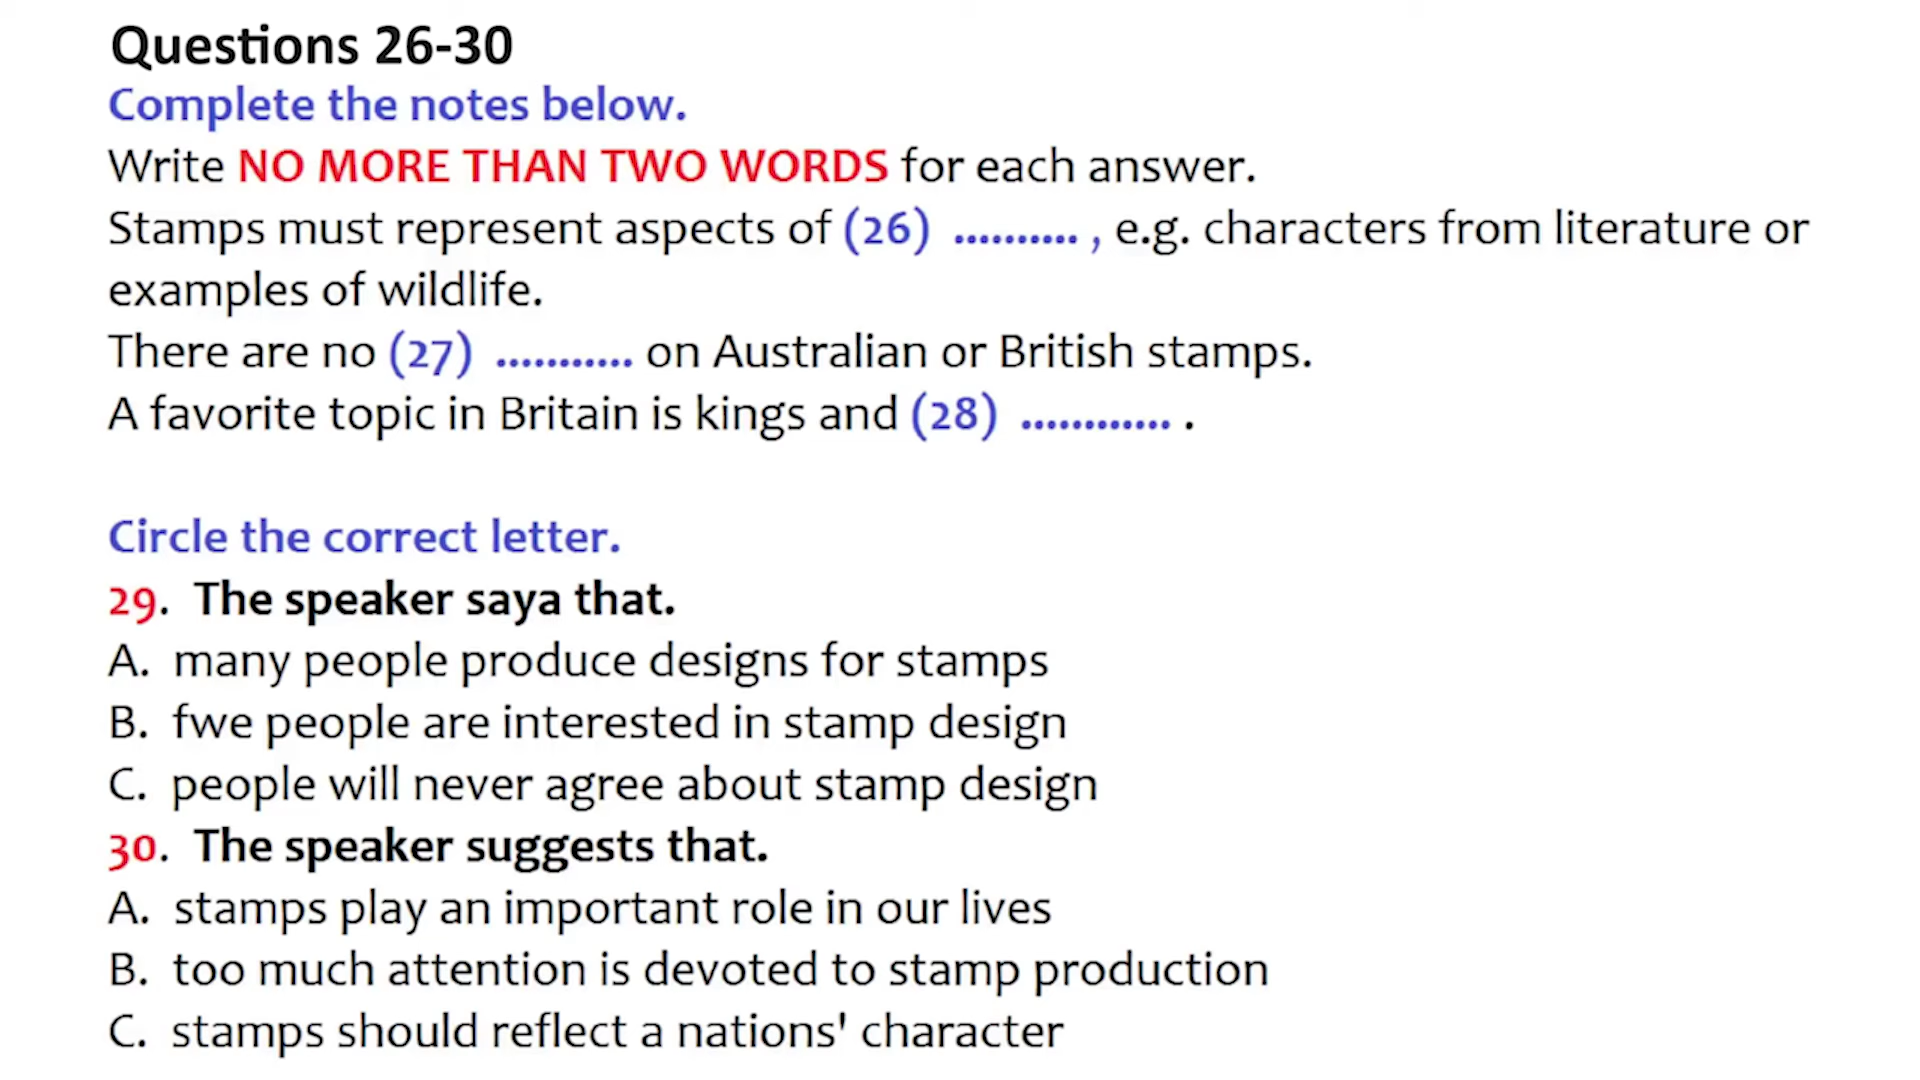 Questions 26-30
Complete the notes below.
Write NO MORE THAN TWO WORDS for each answer.
Stamps must represent aspects of (26) .......... , e.g. characters from literature or
examples of wildlife.
There are no (27) ........... on Australian or British stamps.
A favorite topic in Britain is kings and (28) ............ .
Circle the correct letter.
29. The speaker saya that.
A. many people produce designs for stamps
B. fwe people are interested in stamp design
C. people will never agree about stamp design
30. The speaker suggests that.
A. stamps play an important role in our lives
B. too much attention is devoted to stamp production
C. stamps should reflect a nations' character